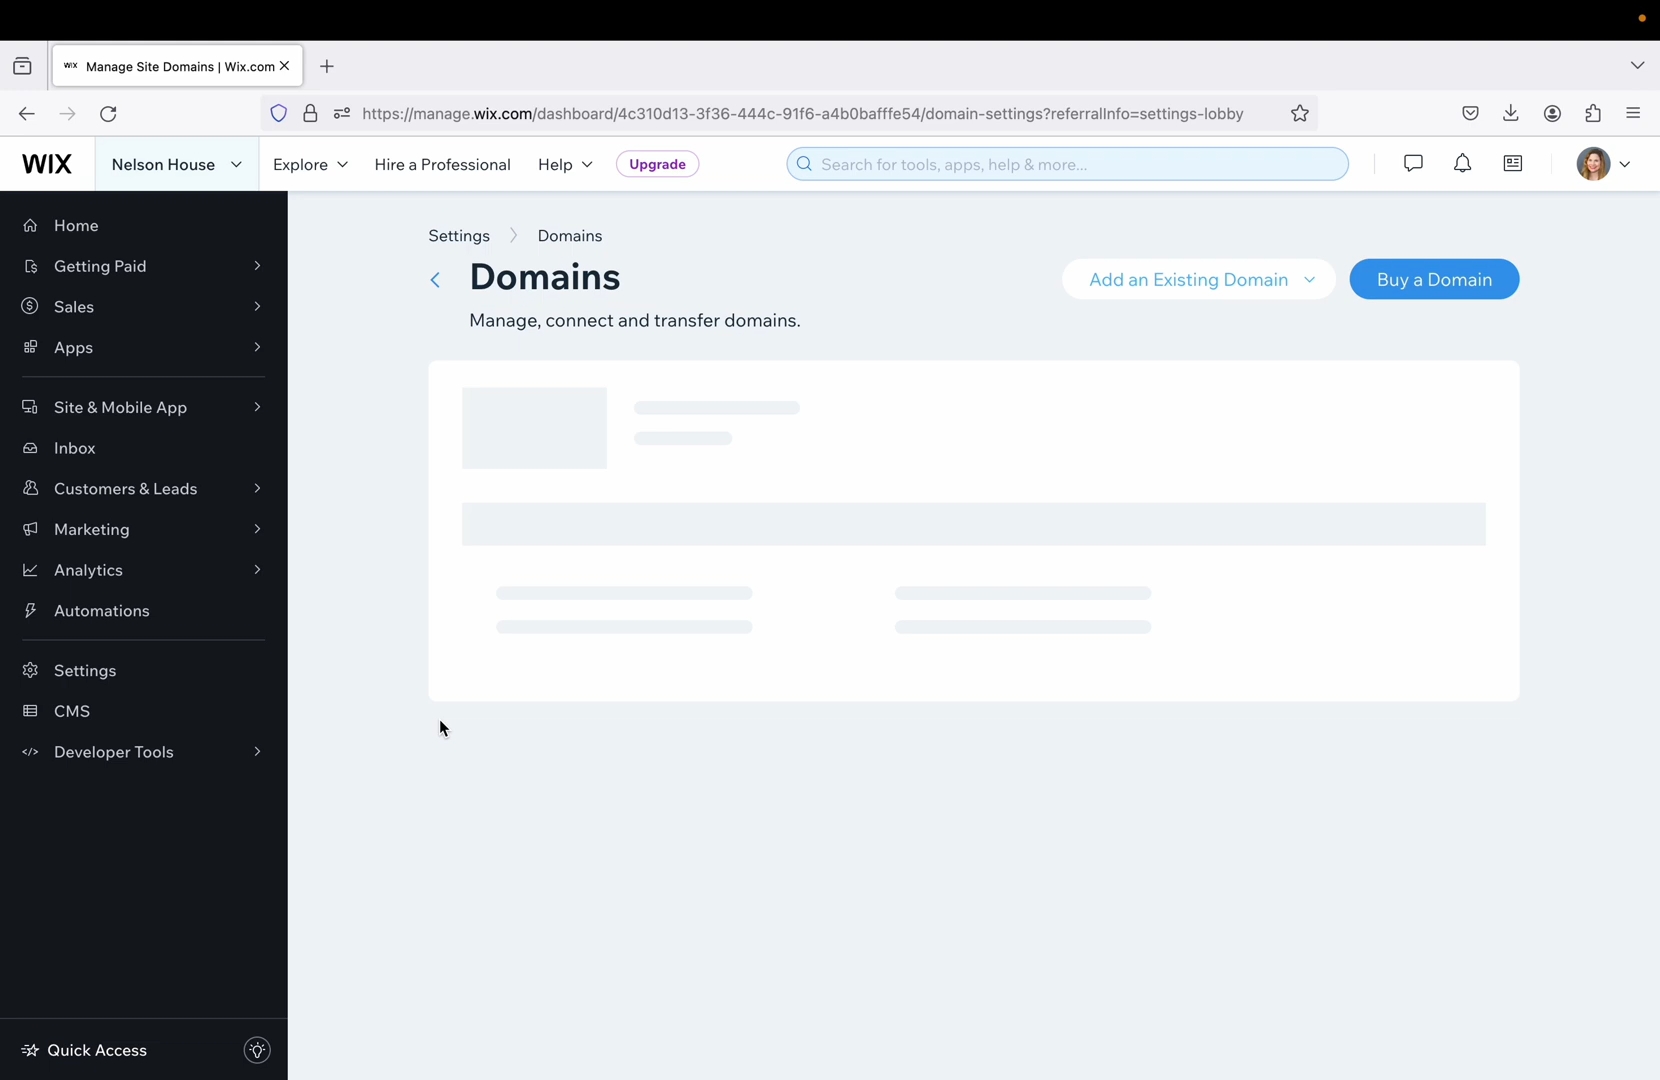 WIX Manage Site Domains | Wix.com
https://manage.wix.com/dashboard/4c310d13-3f36-444c-91f6-a4b0bafffe54/domain-settings?referralInfo=settings-lobby
WIX Nelson House Explore Hire a Professional Help Upgrade Search for tools, apps, help & more...
Home
Getting Paid
Sales
Apps
Site & Mobile App
Inbox
Customers & Leads
Marketing
Analytics
Automations
Settings
CMS
Developer Tools
Quick Access
Settings Domains
Domains
Manage, connect and transfer domains.
Add an Existing Domain
Buy a Domain